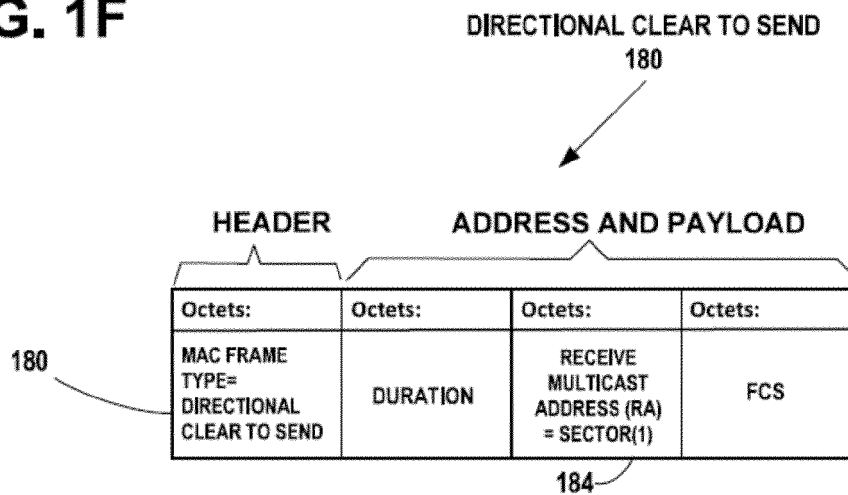 G. 1F
DIRECTIONAL CLEAR TO SEND
180
HEADER
ADDRESS AND PAYLOAD
Octets:
Octets:
Octets:
Octets:
180
MAC FRAME
TYPE=
DIRECTIONAL
CLEAR TO SEND
DURATION
RECEIVE
MULTICAST
ADDRESS (RA)
= SECTOR(1)
FCS
184